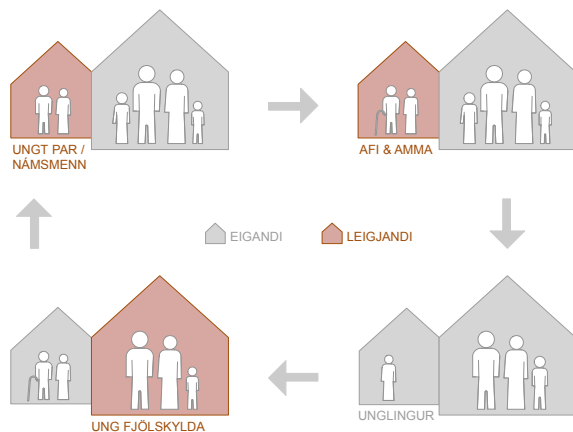 UNGT PAR /
NÁMSMENN
AFI & AMMA
EIGANDI
LEIGJANDI
UNG FJÖLSKYLDA
UNGLINGUR